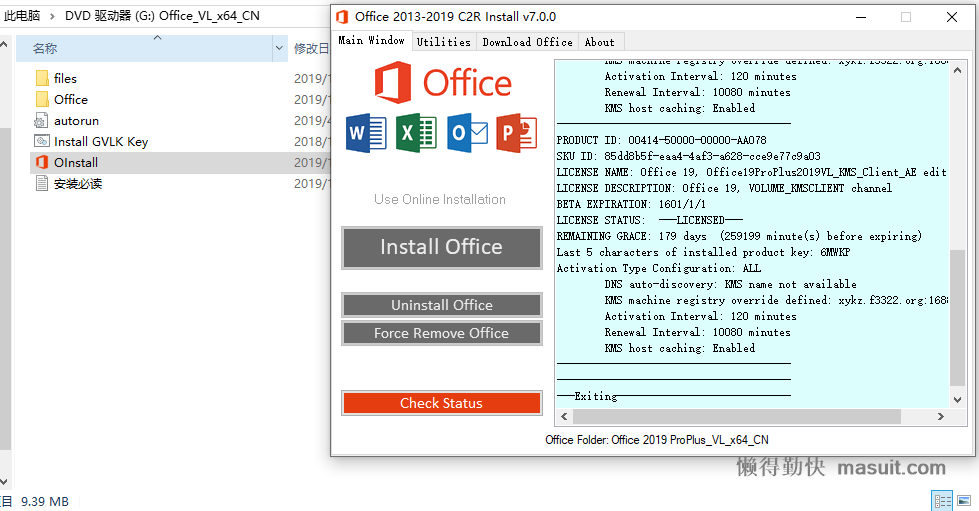 此电脑 > DVD 驱动器 (G:) Office_VL_x64_CN
名称
修改日
files
2019/1
Office
2019/1
autorun
2019/4
Install GVLK Key
2018/1
OInstall
2019/1
安装必读
2019/1
9.39 MB
Office 2013-2019 C2R Install v7.0.0
Main Window Utilities Download Office About
Office
Use Online Installation
Install Office
Uninstall Office
Force Remove Office
Check Status
KMS machine registry override defined: xykz.f3322.org:1688
Activation Interval: 120 minutes
Renewal Interval: 10080 minutes
KMS host caching: Enabled
PRODUCT ID: 00414-50000-00000-AA078
SKU ID: 85dd8b5f-eaa4-4af3-a628-cce9e77c9a03
LICENSE NAME: Office 19, Office19ProPlus2019VL_KMS_Client_AE edit
LICENSE DESCRIPTION: Office 19, VOLUME_KMSCLIENT channel
BETA EXPIRATION: 1601/1/1
LICENSE STATUS: ---LICENSED---
REMAINING GRACE: 179 days (259199 minute(s) before expiring)
Last 5 characters of installed product key: 6MWKP
Activation Type Configuration: ALL
DNS auto-discovery: KMS name not available
KMS machine registry override defined: xykz.f3322.org:1688
Activation Interval: 120 minutes
Renewal Interval: 10080 minutes
KMS host caching: Enabled
---Exiting
Office Folder: Office 2019 ProPlus_VL_x64_CN
懒得勤快 masuit.com